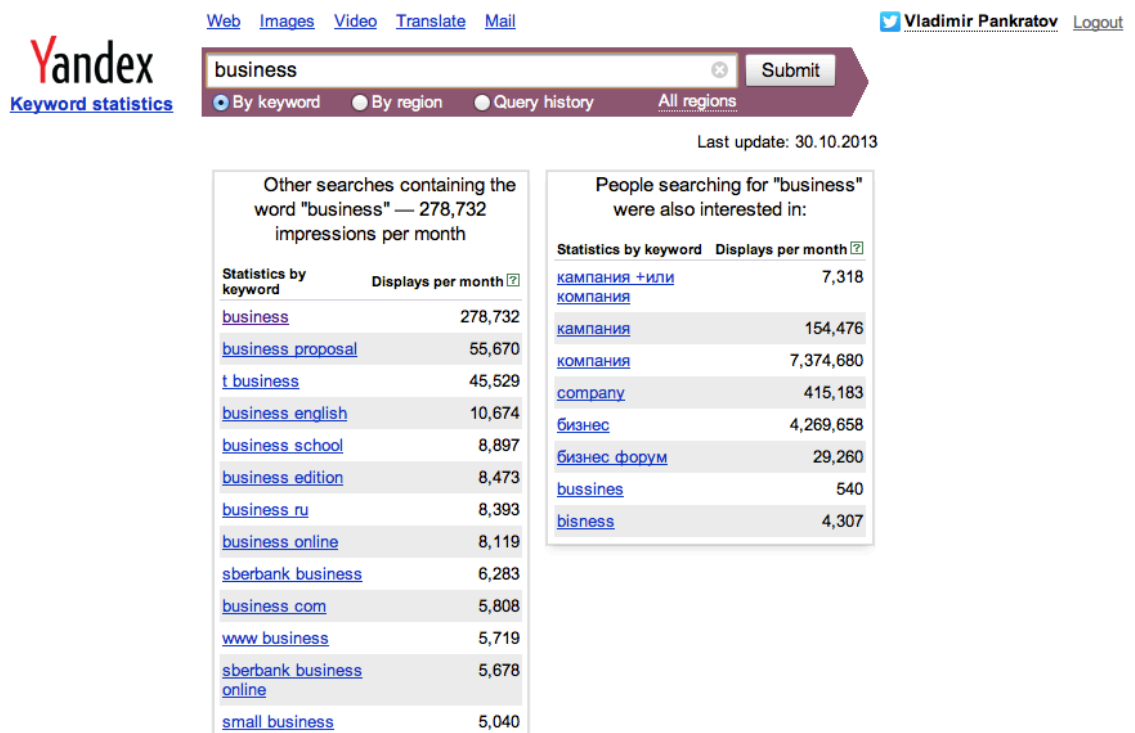 Web Images Video Translate Mail
Vladimir Pankratov Logout
Yandex
Keyword statistics
business Submit
By keyword By region Query history All regions
Last update: 30.10.2013
Other searches containing the
word "business" — 278,732
impressions per month
Statistics by
keyword
Displays per month ?
business 278,732
business proposal 55,670
t business 45,529
business english 10,674
business school 8,897
business edition 8,473
business ru 8,393
business online 8,119
sberbank business 6,283
business com 5,808
www business 5,719
sberbank business 5,678
online
small business 5,040
People searching for "business"
were also interested in:
Statistics by keyword Displays per month ?
кампания +или 7,318
компания
кампания 154,476
компания 7,374,680
company 415,183
бизнес 4,269,658
бизнес форум 29,260
bussines 540
bisness 4,307